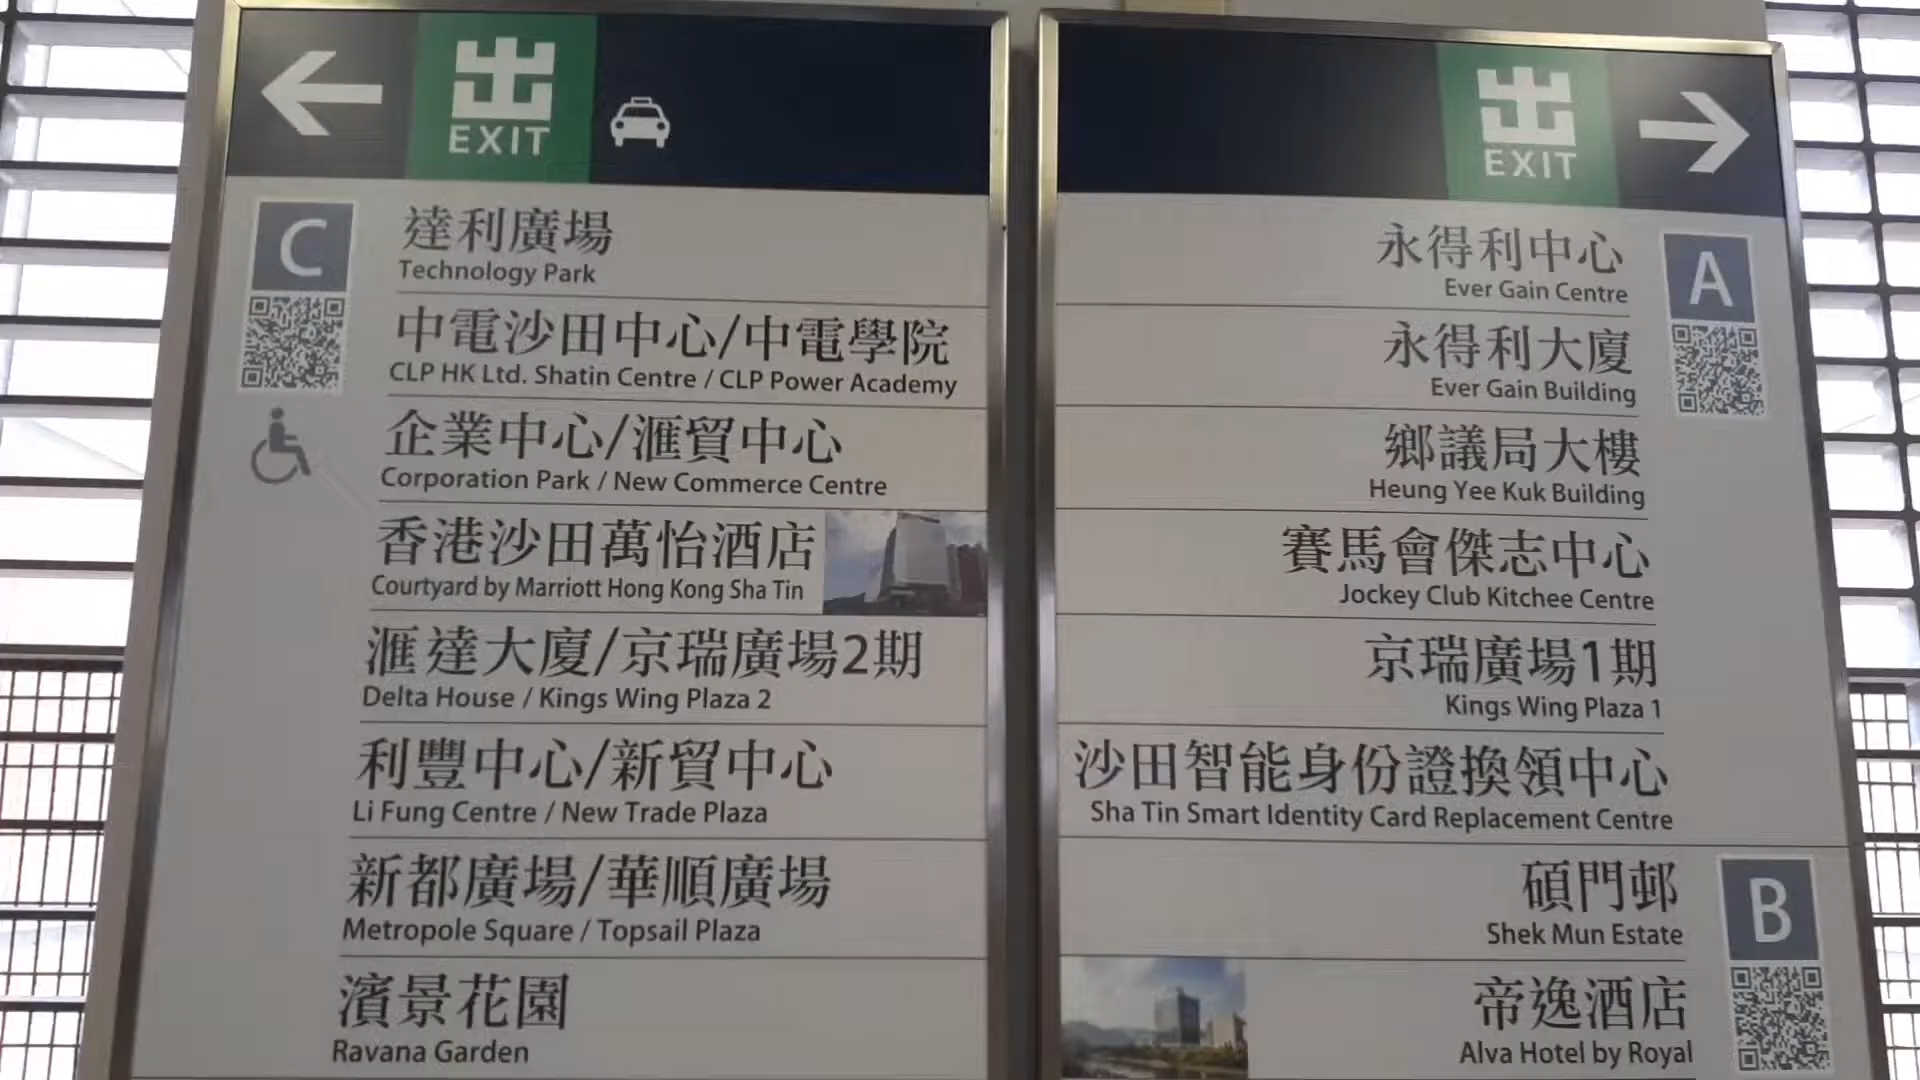 出
EXIT
C
達利廣場
Technology Park
中電沙田中心/中電學院
CLP HK Ltd. Shatin Centre / CLP Power Academy
企業中心/滙貿中心
Corporation Park / New Commerce Centre
香港沙田萬怡酒店
Courtyard by Marriott Hong Kong Sha Tin
滙達大廈/京瑞廣場2期
Delta House / Kings Wing Plaza 2
利豐中心/新貿中心
Li Fung Centre / New Trade Plaza
新都廣場/華順廣場
Metropole Square / Topsail Plaza
濱景花園
Ravana Garden
出
EXIT
A
永得利中心
Ever Gain Centre
永得利大廈
Ever Gain Building
鄉議局大樓
Heung Yee Kuk Building
賽馬會傑志中心
Jockey Club Kitchee Centre
京瑞廣場1期
Kings Wing Plaza 1
沙田智能身份證換領中心
Sha Tin Smart Identity Card Replacement Centre
B
碩門邨
Shek Mun Estate
帝逸酒店
Alva Hotel by Royal